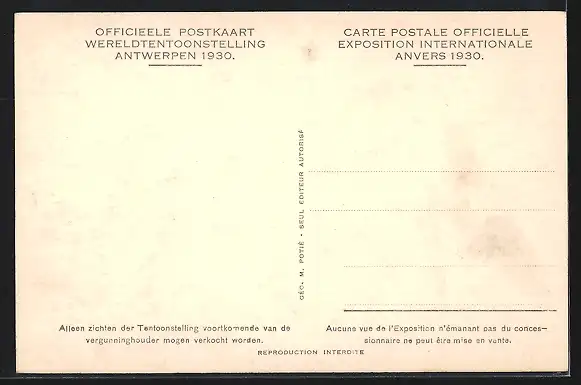 OFFICIEELE POSTKAART
WERELDTENTOONSTELLING
ANTWERPEN 1930.
CARTE POSTALE OFFICIELLE
EXPOSITION INTERNATIONALE
ANVERS 1930.
GÉO. M. POTIÉ - SEUL EDITEUR AUTORISÉ
Alleen zichten der Tentoonstelling voortkomende van de
vergunninghouder mogen verkocht worden.
Aucune vue de l'Exposition n'émanant pas du conces-
sionnaire ne peut être mise en vente.
REPRODUCTION INTERDITE